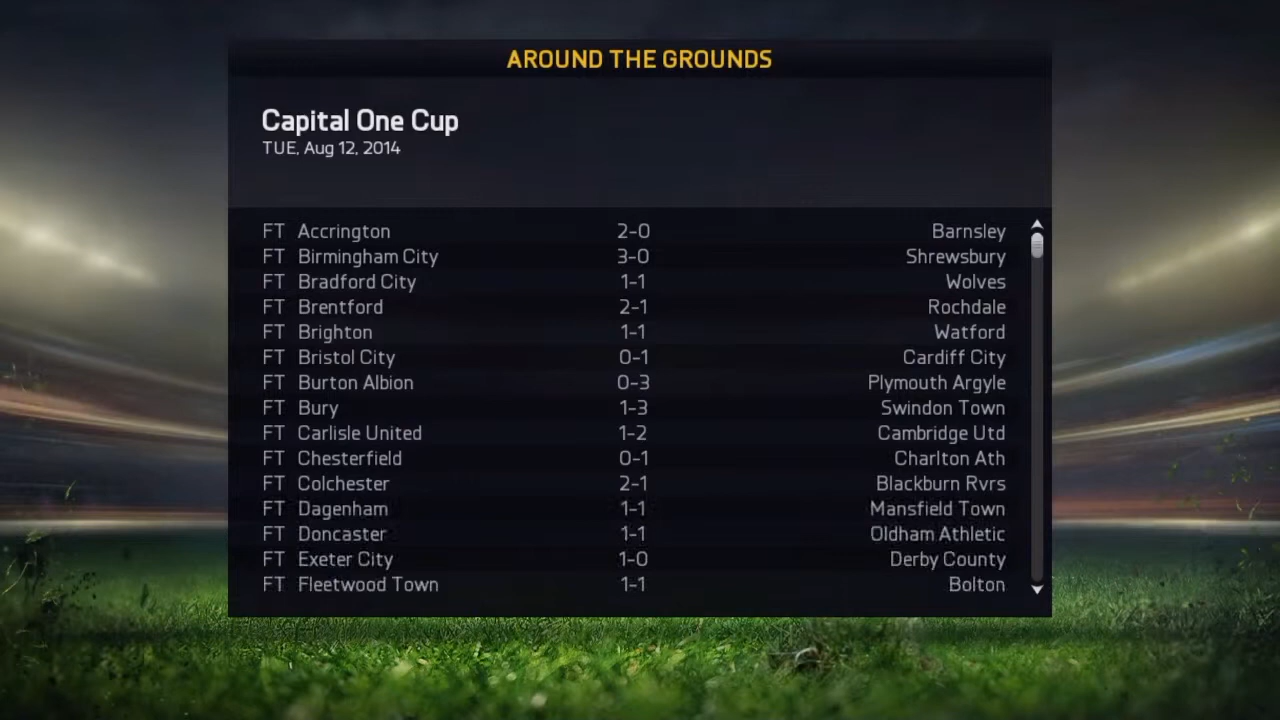 AROUND THE GROUNDS
Capital One Cup
TUE, Aug 12, 2014
FT Accrington 2-0 Barnsley
FT Birmingham City 3-0 Shrewsbury
FT Bradford City 1-1 Wolves
FT Brentford 2-1 Rochdale
FT Brighton 1-1 Watford
FT Bristol City 0-1 Cardiff City
FT Burton Albion 0-3 Plymouth Argyle
FT Bury 1-3 Swindon Town
FT Carlisle United 1-2 Cambridge Utd
FT Chesterfield 0-1 Charlton Ath
FT Colchester 2-1 Blackburn Rvrs
FT Dagenham 1-1 Mansfield Town
FT Doncaster 1-1 Oldham Athletic
FT Exeter City 1-0 Derby County
FT Fleetwood Town 1-1 Bolton